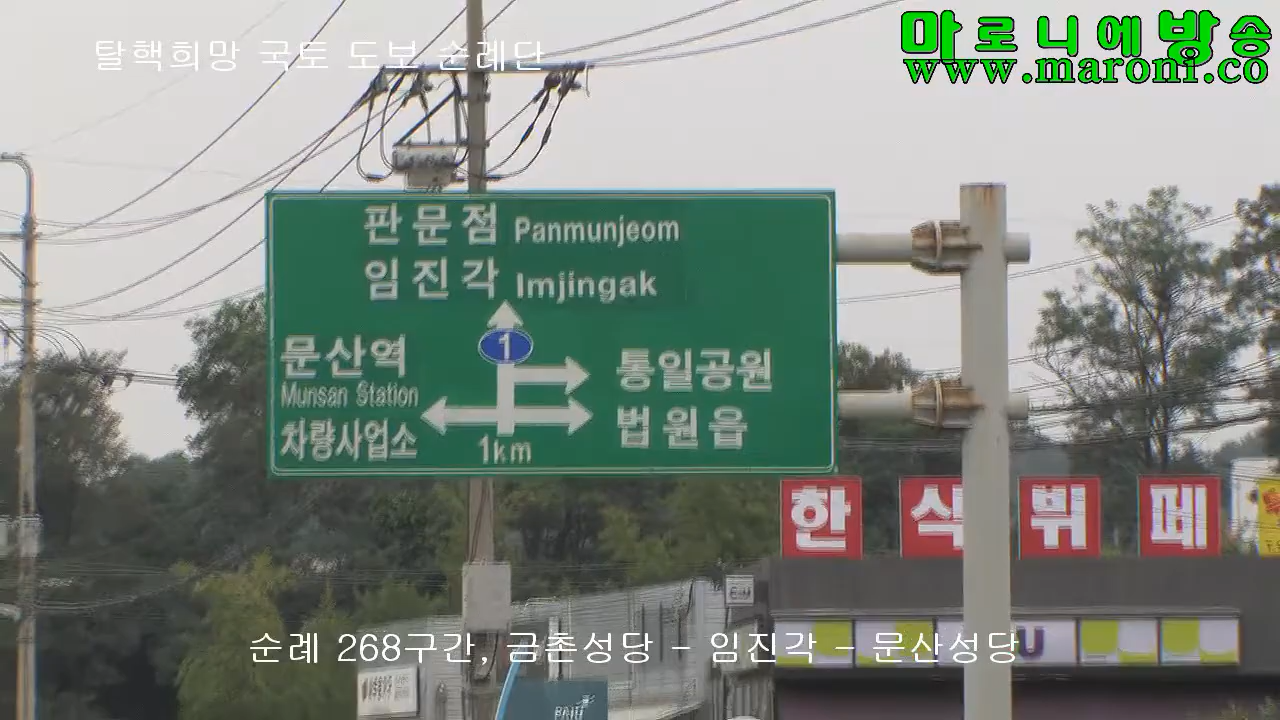 탈핵희망 국토 도보 순례단
마로니에방송
www.maroni.co
판문점 Panmunjeom
임진각 Imjingak
1
문산역
Munsan Station
차량사업소
통일공원
법원읍
1km
한식뷔페
순례 268구간, 금촌성당 - 임진각 - 문산성당